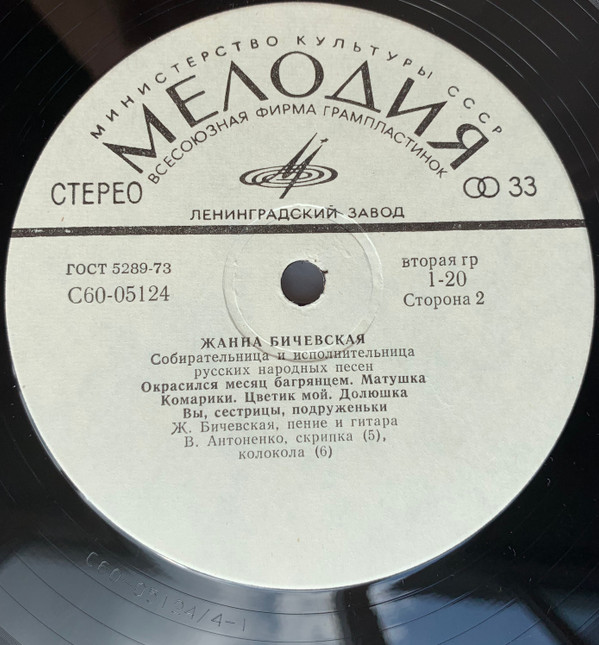 МИНИСТЕРСТВО КУЛЬТУРЫ СССР
МЕЛОДИЯ
ВСЕСОЮЗНАЯ ФИРМА ГРАМПЛАСТИНОК
СТЕРЕО
33
ЛЕНИНГРАДСКИЙ ЗАВОД
ГОСТ 5289-73
С60-05124
вторая гр
1-20
Сторона 2
ЖАННА БИЧЕВСКАЯ
Собирательница и исполнительница
русских народных песен
Окрасился месяц багрянцем. Матушка
Комарики. Цветик мой. Долюшка
Вы, сестрицы, подруженьки
Ж. Бичевская, пение и гитара
В. Антоненко, скрипка (5),
колокола (6)